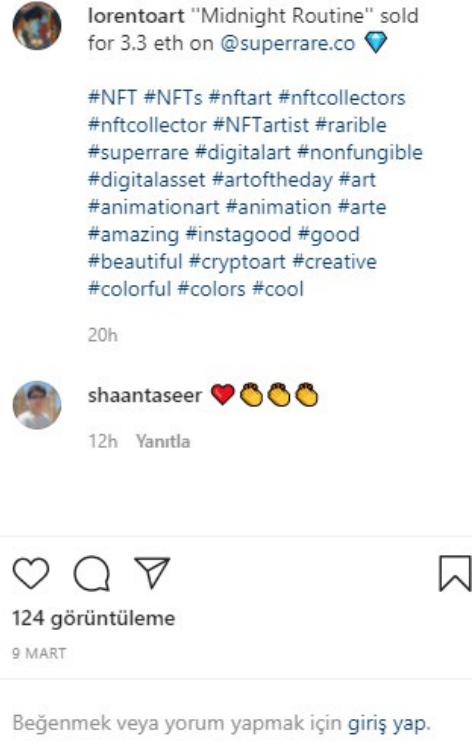 lorentoart "Midnight Routine" sold
for 3.3 eth on @superrare.co 💎
#NFT #NFTs #nftart #nftcollectors
#nftcollector #NFTartist #rarible
#superrare #digitalart #nonfungible
#digitalasset #artoftheday #art
#animationart #animation #arte
#amazing #instagood #good
#beautiful #cryptoart #creative
#colorful #colors #cool
20h
shaantaseer ❤️👏👏👏
12h Yanıtla
124 görüntüleme
9 MART
Beğenmek veya yorum yapmak için giriş yap.